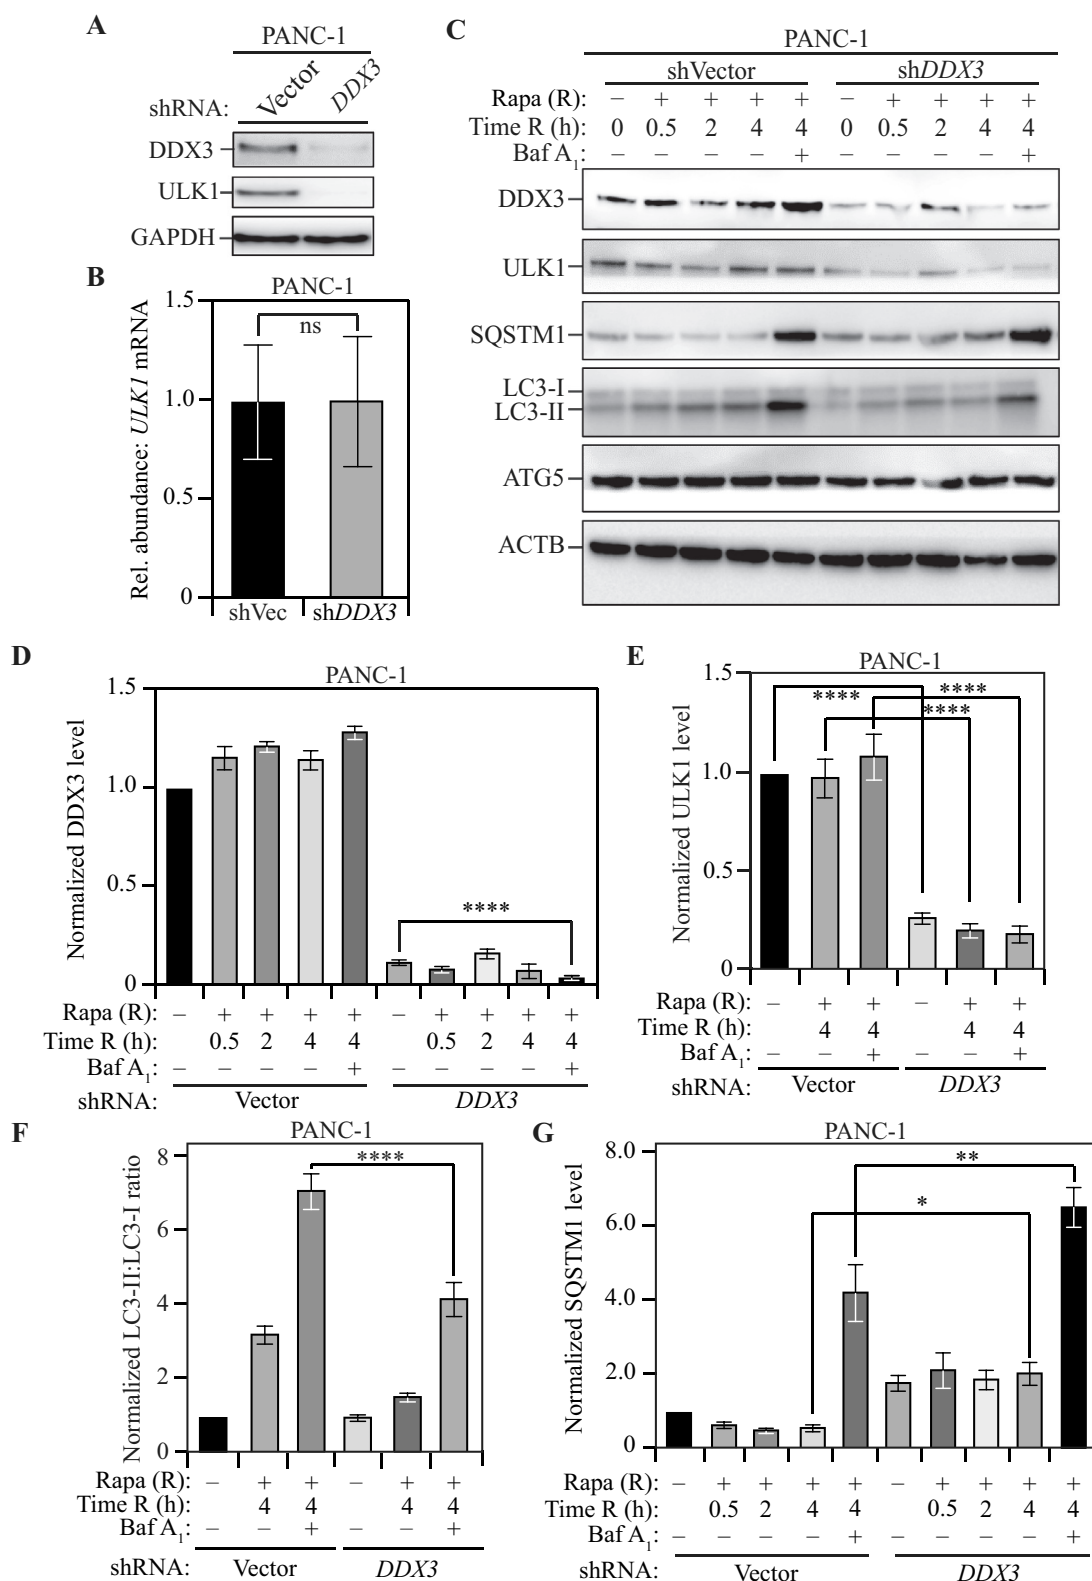 A
PANC-1
Vector DDX3
shRNA:
DDX3
ULK1
GAPDH
B
PANC-1
1.5
ns
1.0
0.5
0
Rel. abundance: ULK1 mRNA
shVec shDDX3
C
PANC-1
shVector shDDX3
Rapa (R) − + + + + − + + + +
Time R (h) 0 0.5 2 4 4 0 0.5 2 4 4
Baf A1: − − − − + − − − − +
DDX3
ULK1
SQSTM1
LC3-I
LC3-II
ATG5
ACTB
D
PANC-1
1.5
1.0
0.5
0
Normalized DDX3 level
****
Rapa (R): − + + + + − + + + +
Time R (h): 0.5 2 4 4 0.5 2 4 4
Baf A1: − − − − + − − − − +
shRNA: Vector DDX3
E
PANC-1
1.5
1.0
0.5
0
Normalized ULK1 level
**** ****
****
Rapa (R): − + + − + +
Time R (h): 4 4 4 4
Baf A1: − − + − − +
shRNA: Vector DDX3
F
PANC-1
8
6
4
2
0
Normalized LC3-II:LC3-I ratio
****
Rapa (R): − + + − + +
Time R (h): 4 4 4 4
Baf A1: − − + − − +
shRNA: Vector DDX3
G
PANC-1
8.0
6.0
4.0
2.0
0
Normalized SQSTM1 level
**
*
Rapa (R): − + + + + − + + + +
Time R (h): 0.5 2 4 4 0.5 2 4 4
Baf A1: − − − − + − − − − +
shRNA: Vector DDX3